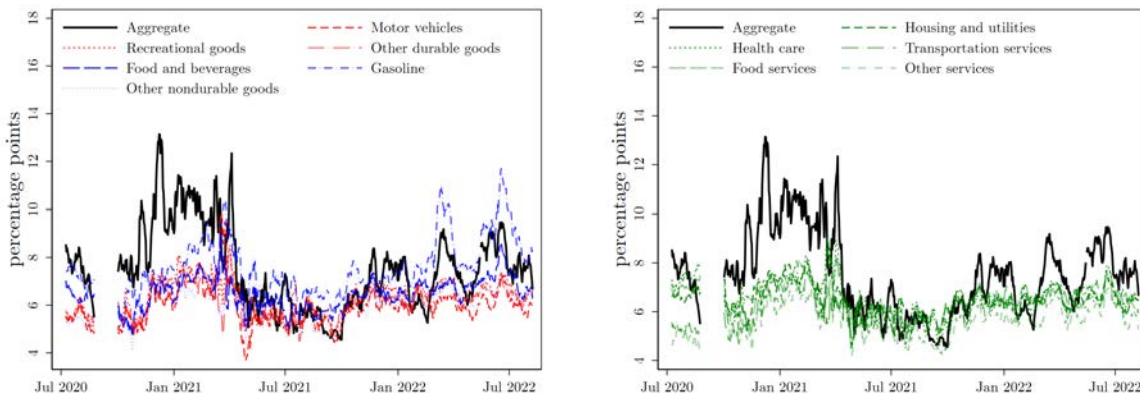 18
16
14
12
10
8
6
4
percentage points
Aggregate
Motor vehicles
Recreational goods
Other durable goods
Food and beverages
Gasoline
Other nondurable goods
Jul 2020
Jan 2021
Jul 2021
Jan 2022
Jul 2022
18
16
14
12
10
8
6
4
percentage points
Aggregate
Housing and utilities
Health care
Transportation services
Food services
Other services
Jul 2020
Jan 2021
Jul 2021
Jan 2022
Jul 2022